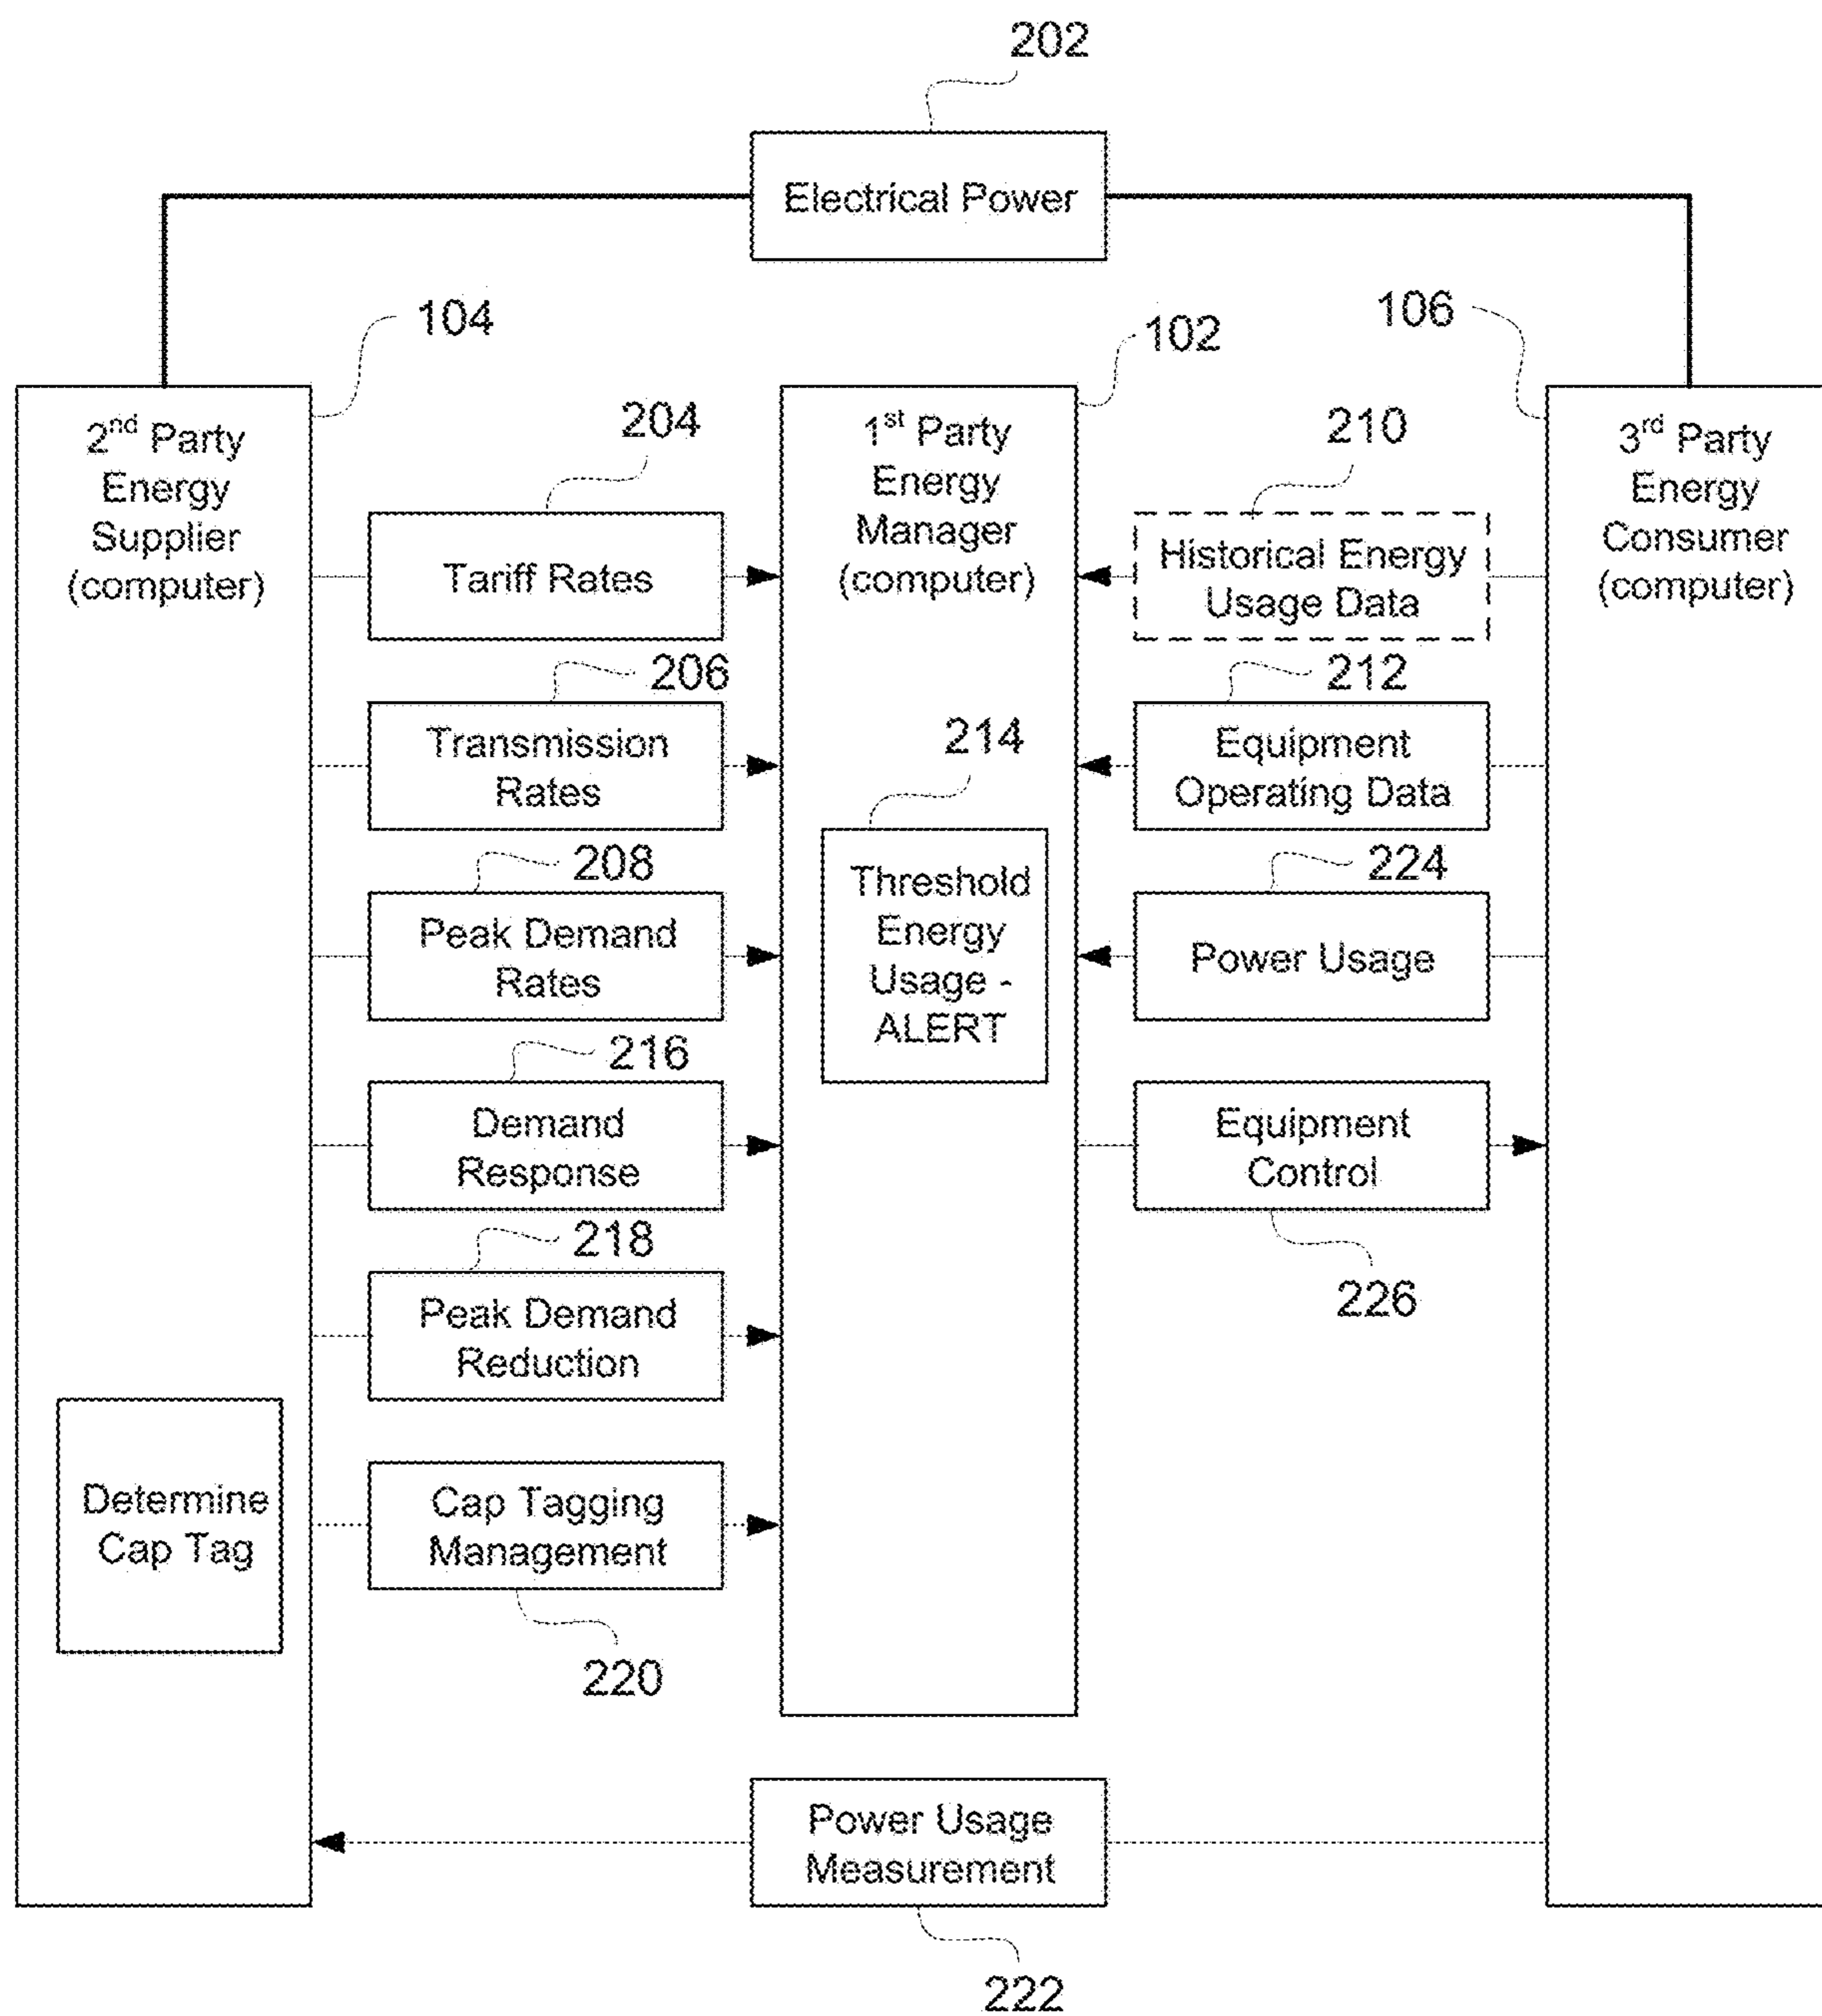 202
Electrical Power
104
102
106
2nd Party
Energy
Supplier
(computer)
204
Tariff Rates
1st Party
Energy
Manager
(computer)
210
Historical Energy
Usage Data
3rd Party
Energy
Consumer
(computer)
206
Transmission
Rates
212
Equipment
Operating Data
214
Threshold
Energy
Usage -
ALERT
208
Peak Demand
Rates
224
Power Usage
216
Demand
Response
Equipment
Control
226
218
Peak Demand
Reduction
Determine
Cap Tag
Cap Tagging
Management
220
Power Usage
Measurement
222